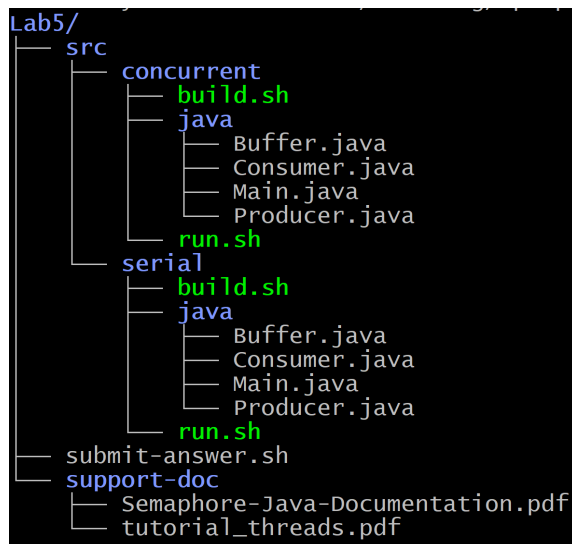 Lab5/
src
concurrent
build.sh
java
Buffer.java
Consumer.java
Main.java
Producer.java
run.sh
serial
build.sh
java
Buffer.java
Consumer.java
Main.java
Producer.java
run.sh
submit-answer.sh
support-doc
Semaphore-Java-Documentation.pdf
tutorial_threads.pdf